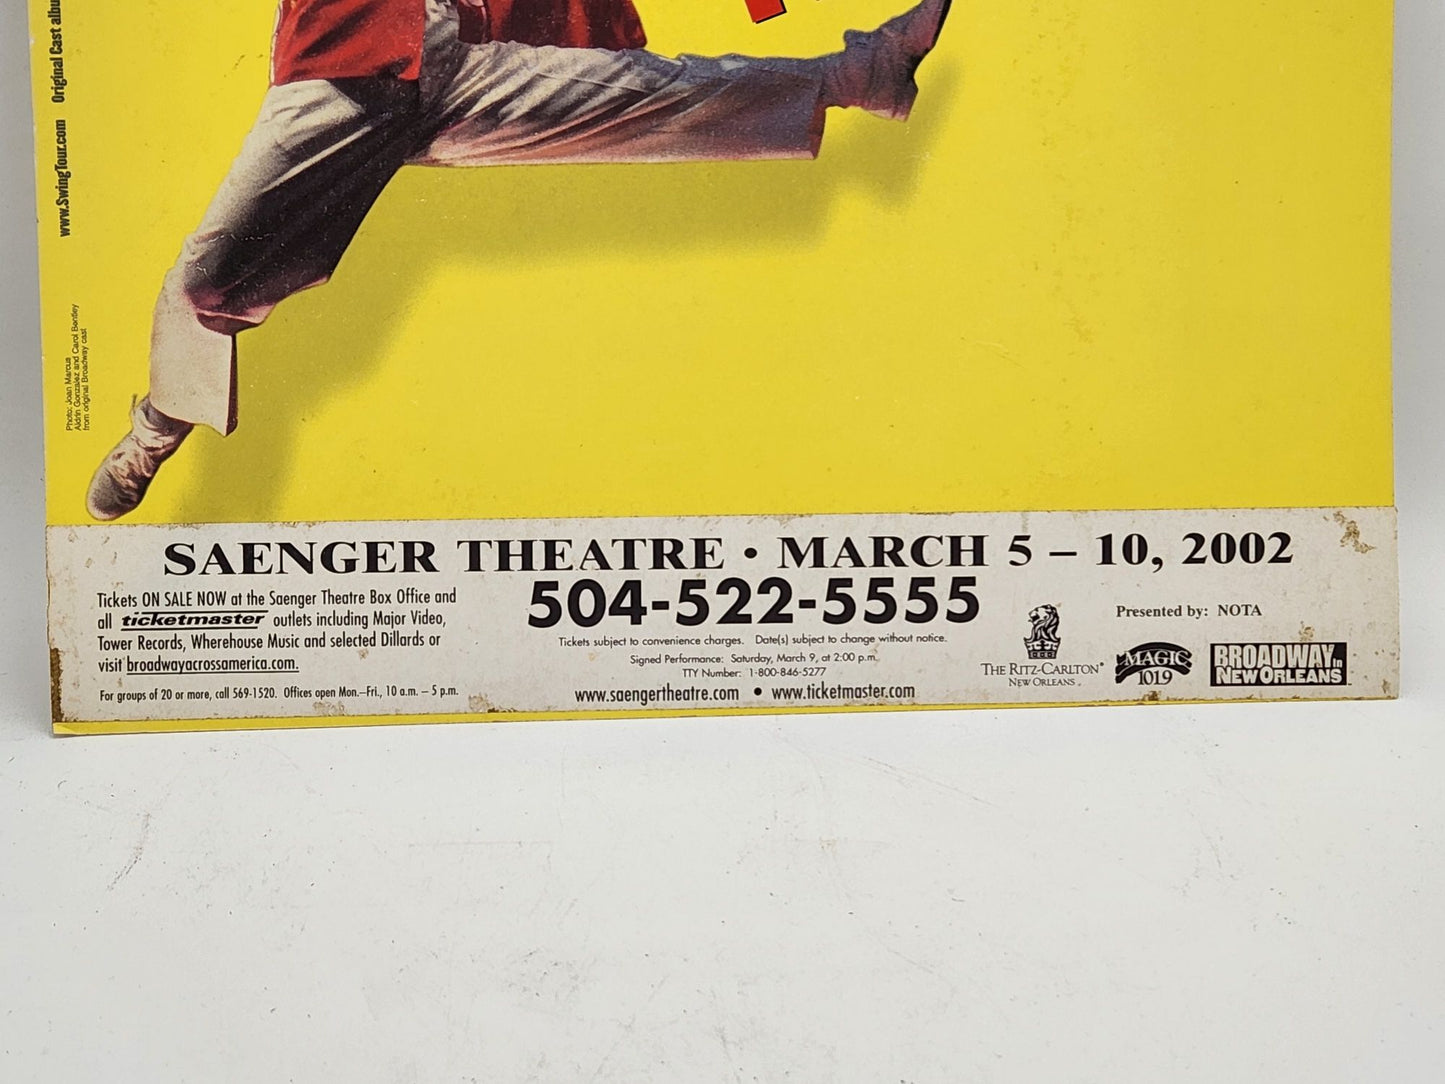 www.SwingTour.com Original Cast
Photo: Joan Marcus
Aldrin Gonzalez and Carol Bentley
from original Broadway cast
SAENGER THEATRE • MARCH 5 – 10, 2002
504-522-5555
Tickets ON SALE NOW at the Saenger Theatre Box Office and
all ticketmaster outlets including Major Video,
Tower Records, Wherehouse Music and selected Dillards or
visit broadwayacrossamerica.com.
For groups of 20 or more, call 569-1520. Offices open Mon.–Fri., 10 a.m. – 5 p.m.
Tickets subject to convenience charges. Date(s) subject to change without notice.
Signed Performance: Saturday, March 9, at 2:00 p.m.
TTY Number: 1-800-846-5277
www.saengertheatre.com • www.ticketmaster.com
THE RITZ-CARLTON®
NEW ORLEANS
Presented by: NOTA
MAGIC
101.9
BROADWAY in
NEW ORLEANS